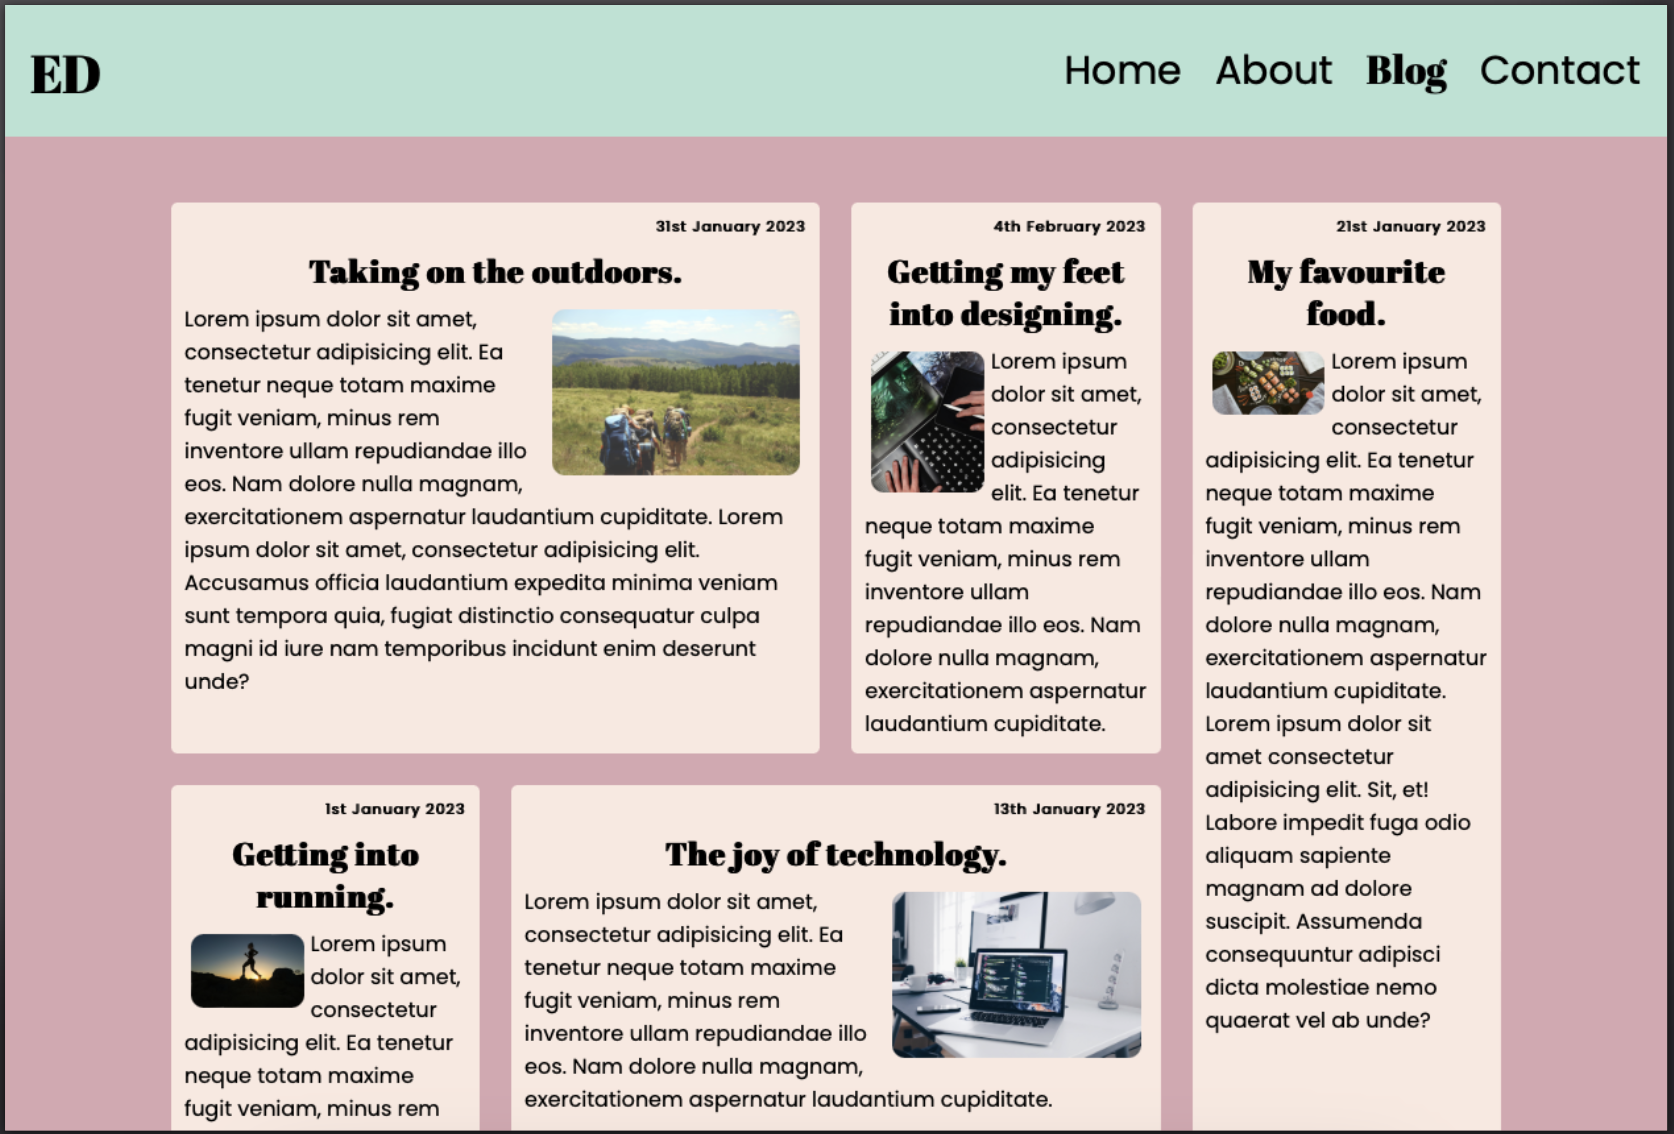 ED
Home About Blog Contact
31st January 2023
Taking on the outdoors.
Lorem ipsum dolor sit amet,
consectetur adipisicing elit. Ea
tenetur neque totam maxime
fugit veniam, minus rem
inventore ullam repudiandae illo
eos. Nam dolore nulla magnam,
exercitationem aspernatur laudantium cupiditate. Lorem
ipsum dolor sit amet, consectetur adipisicing elit.
Accusamus officia laudantium expedita minima veniam
sunt tempora quia, fugiat distinctio consequatur culpa
magni id iure nam temporibus incidunt enim deserunt
unde?
4th February 2023
Getting my feet
into designing.
Lorem ipsum
dolor sit amet,
consectetur
adipisicing
elit. Ea tenetur
neque totam maxime
fugit veniam, minus rem
inventore ullam
repudiandae illo eos. Nam
dolore nulla magnam,
exercitationem aspernatur
laudantium cupiditate.
21st January 2023
My favourite
food.
Lorem ipsum
dolor sit amet,
consectetur
adipisicing elit. Ea tenetur
neque totam maxime
fugit veniam, minus rem
inventore ullam
repudiandae illo eos. Nam
dolore nulla magnam,
exercitationem aspernatur
laudantium cupiditate.
Lorem ipsum dolor sit
amet consectetur
adipisicing elit. Sit, et!
Labore impedit fuga odio
aliquam sapiente
magnam ad dolore
suscipit. Assumenda
consequuntur adipisci
dicta molestiae nemo
quaerat vel ab unde?
1st January 2023
Getting into
running.
Lorem ipsum
dolor sit amet,
consectetur
adipisicing elit. Ea tenetur
neque totam maxime
fugit veniam, minus rem
13th January 2023
The joy of technology.
Lorem ipsum dolor sit amet,
consectetur adipisicing elit. Ea
tenetur neque totam maxime
fugit veniam, minus rem
inventore ullam repudiandae illo
eos. Nam dolore nulla magnam,
exercitationem aspernatur laudantium cupiditate.